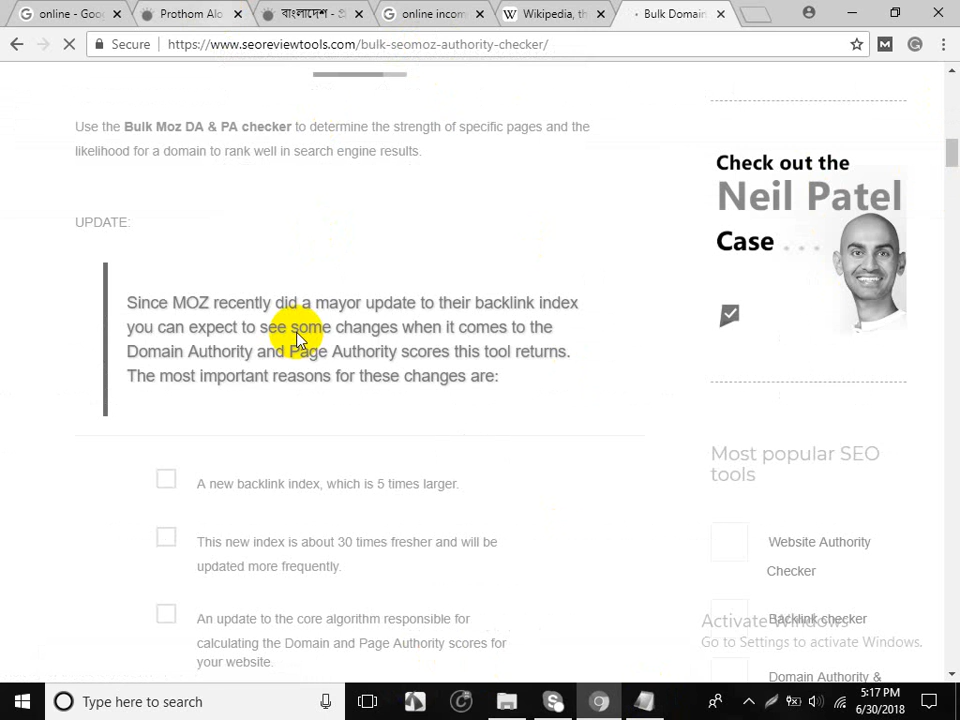 online - Goo
Prothom Alo
বাংলাদেশ - প্র
online incom
Wikipedia, th
Bulk Domain
Secure
https://www.seoreviewtools.com/bulk-seomoz-authority-checker/
Use the Bulk Moz DA & PA checker to determine the strength of specific pages and the
likelihood for a domain to rank well in search engine results.
UPDATE:
Since MOZ recently did a mayor update to their backlink index
you can expect to see some changes when it comes to the
Domain Authority and Page Authority scores this tool returns.
The most important reasons for these changes are:
A new backlink index, which is 5 times larger.
This new index is about 30 times fresher and will be
updated more frequently.
An update to the core algorithm responsible for
calculating the Domain and Page Authority scores for
your website.
Check out the
Neil Patel
Case ...
Most popular SEO
tools
Website Authority
Checker
Backlink checker
Domain Authority &
Activate Windows
Go to Settings to activate Windows.
Type here to search
5:17 PM
6/30/2018